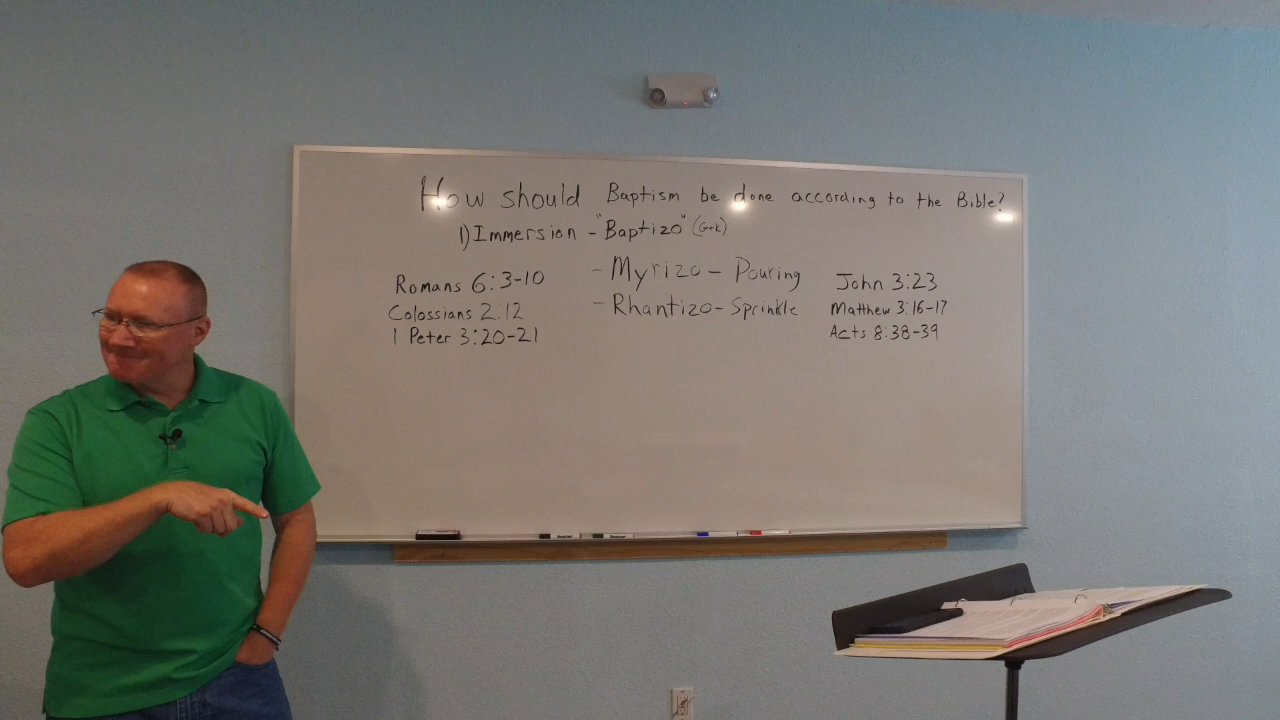 How should Baptism be done according to the Bible?
1) Immersion - "Baptizo" (Grk)
- Myrizo - Pouring
- Rhantizo - Sprinkle
Romans 6:3-10
Colossians 2:12
1 Peter 3:20-21
John 3:23
Matthew 3:16-17
Acts 8:38-39